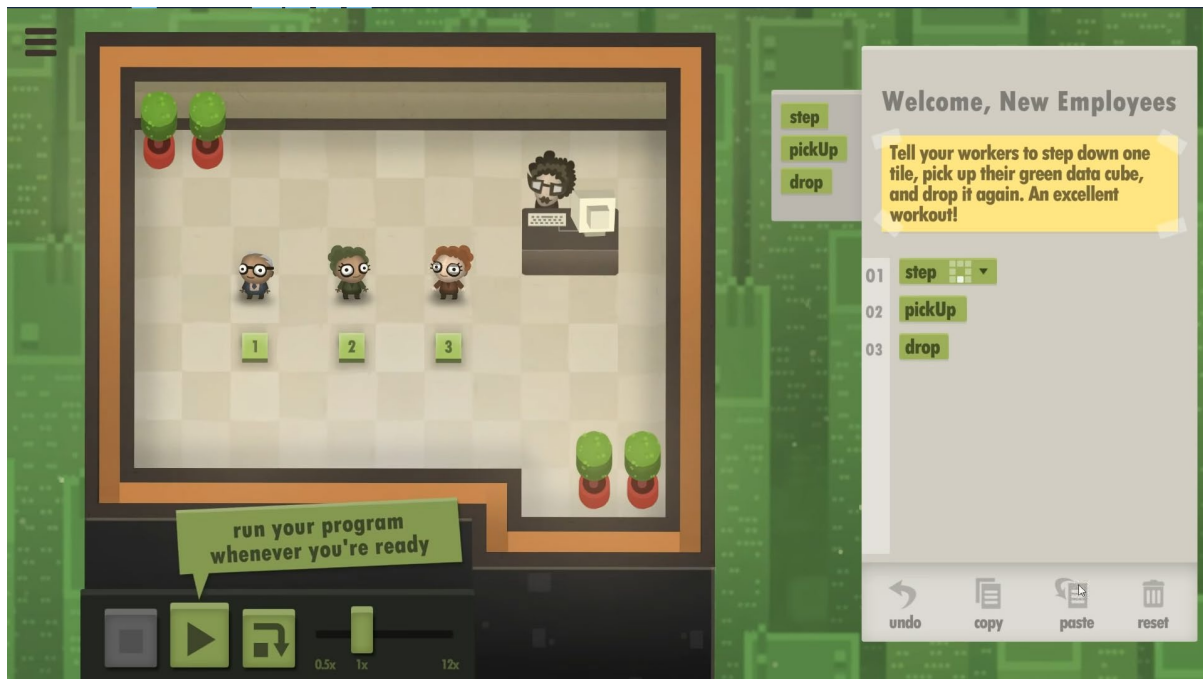 Welcome, New Employees
step
pickUp
drop
Tell your workers to step down one
tile, pick up their green data cube,
and drop it again. An excellent
workout!
01 step
02 pickUp
03 drop
1 2 3
run your program
whenever you're ready
0.5x 1x 12x
undo copy paste reset